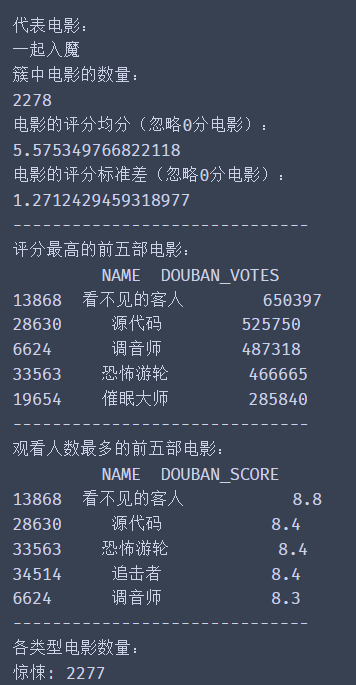 代表电影：
一起入魔
簇中电影的数量：
2278
电影的评分均分（忽略0分电影）：
5.575349766822118
电影的评分标准差（忽略0分电影）：
1.2712429459318977
------------------------------
评分最高的前五部电影：
NAME DOUBAN_VOTES
13868 看不见的客人 650397
28630 源代码 525750
6624 调音师 487318
33563 恐怖游轮 466665
19654 催眠大师 285840
------------------------------
观看人数最多的前五部电影：
NAME DOUBAN_SCORE
13868 看不见的客人 8.8
28630 源代码 8.4
33563 恐怖游轮 8.4
34514 追击者 8.4
6624 调音师 8.3
------------------------------
各类型电影数量：
惊悚: 2277